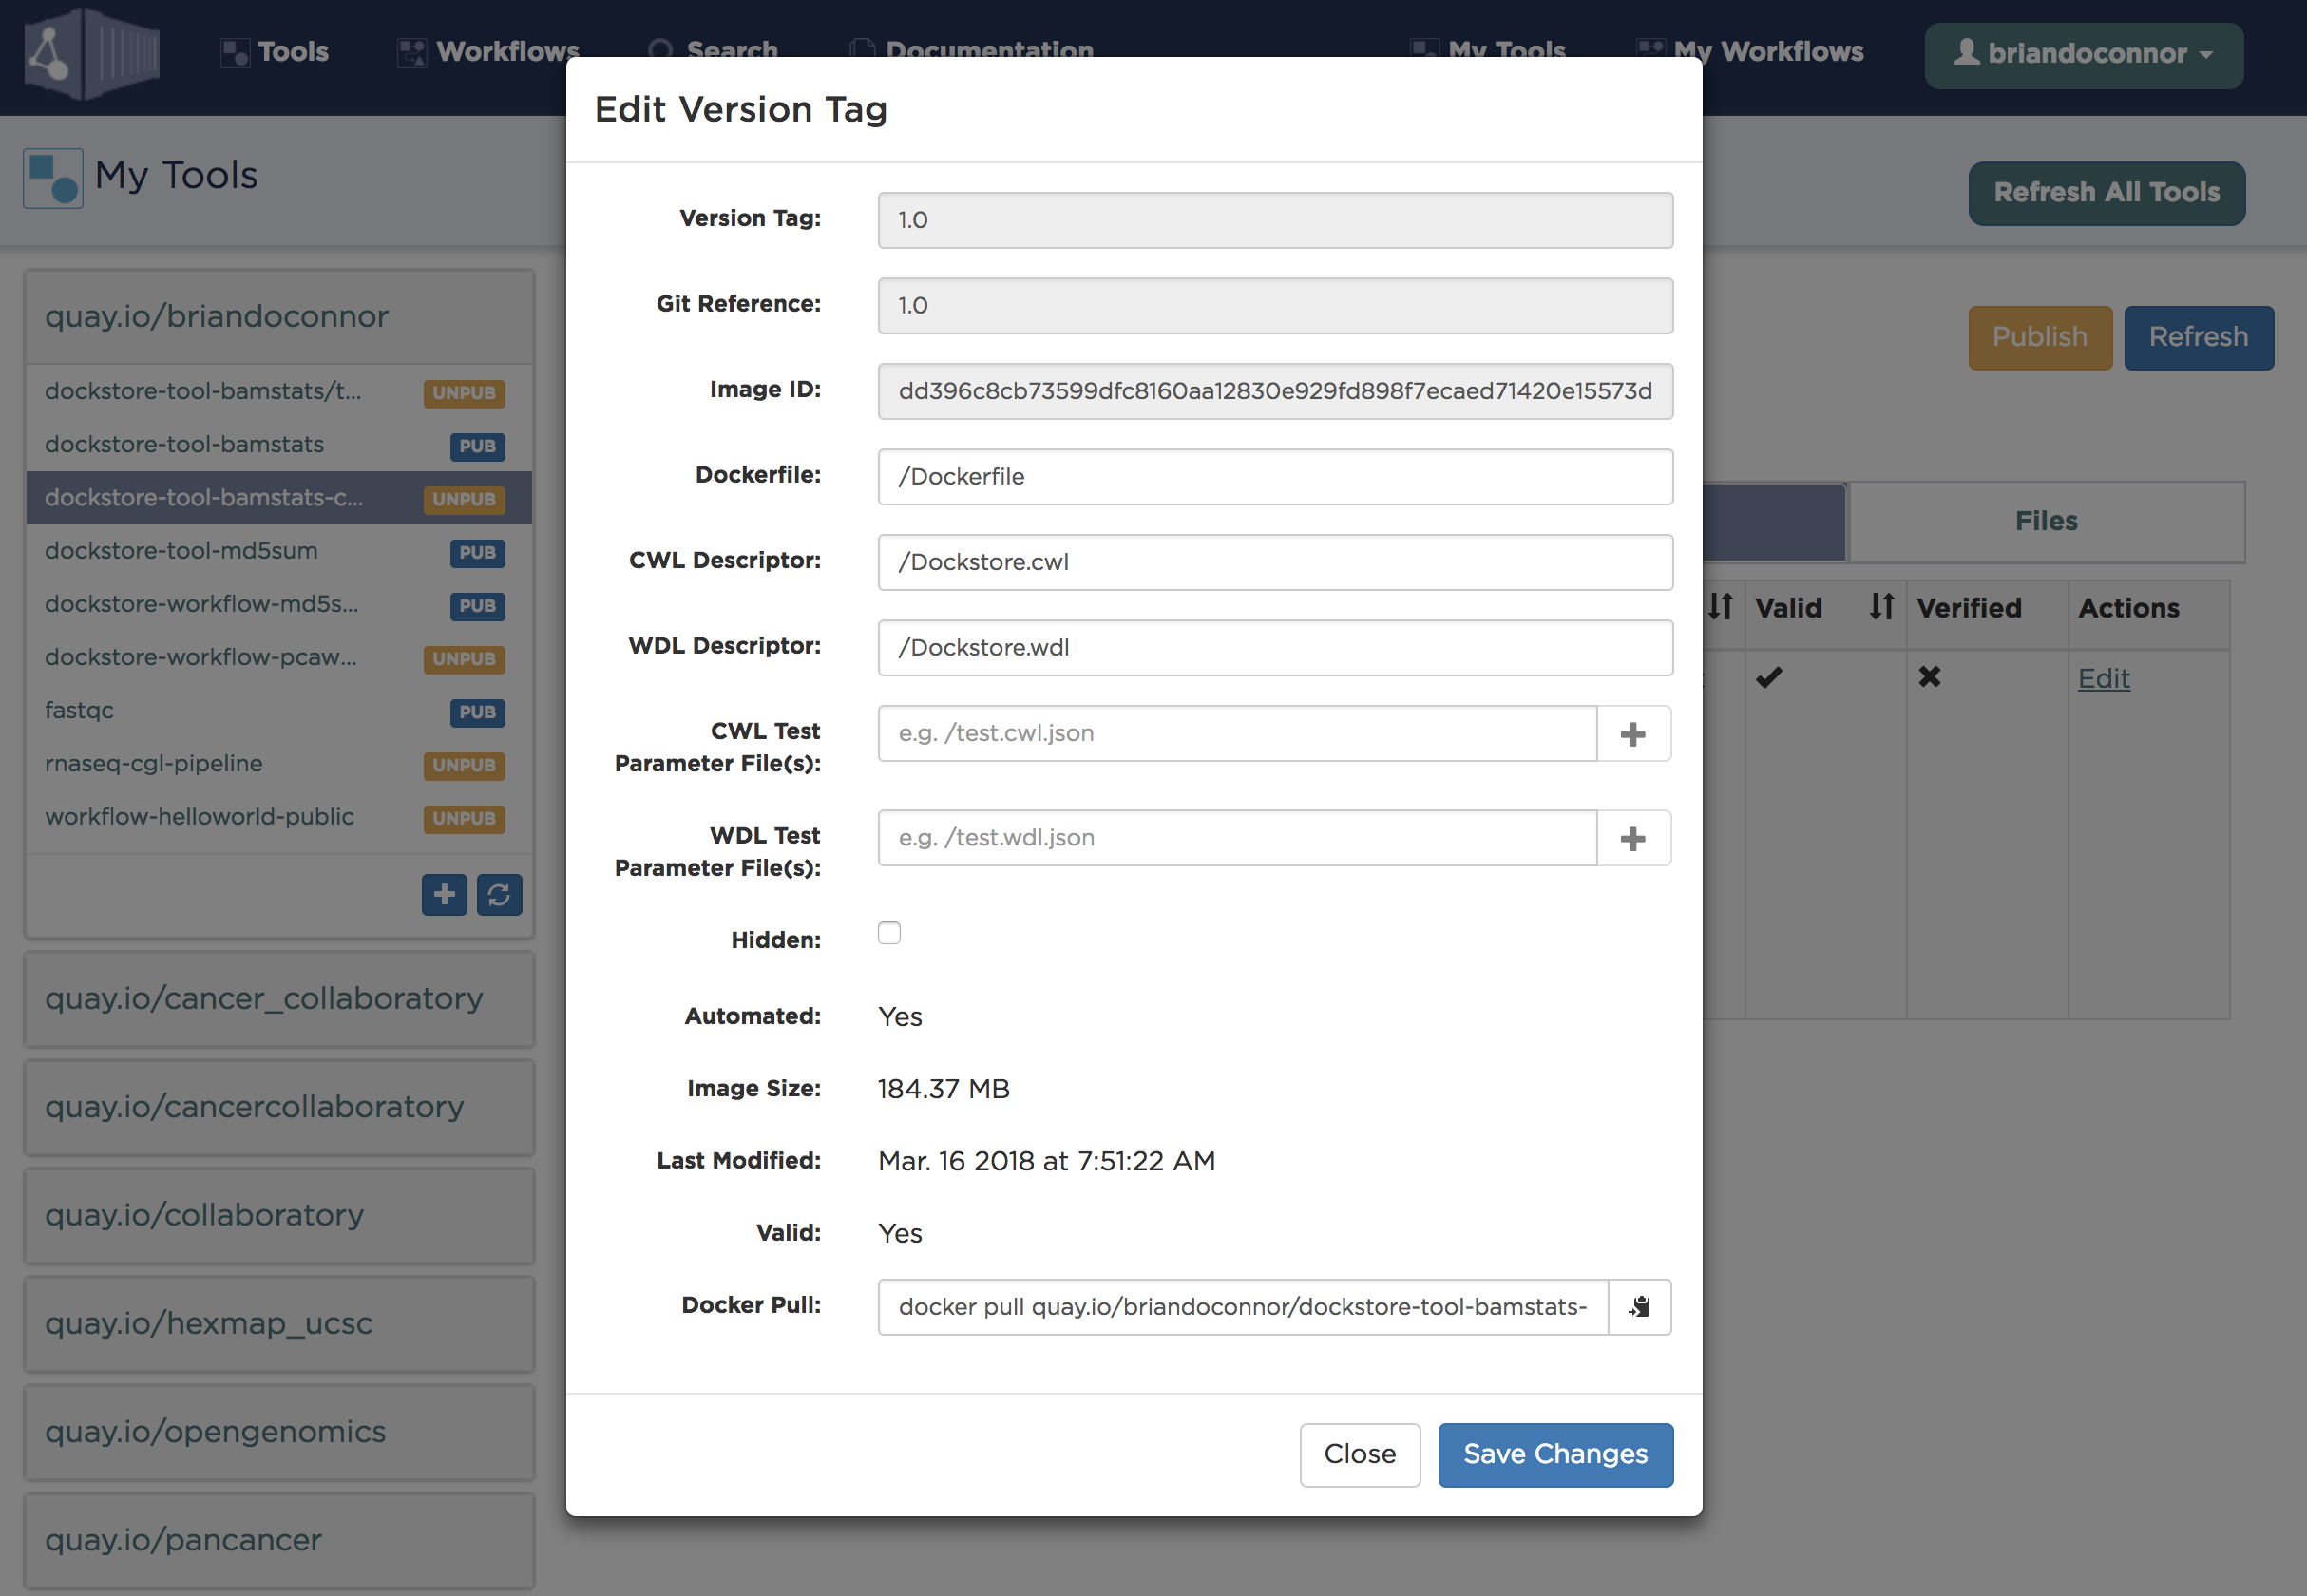 Tools
Workflows
Search
Documentation
My Tools
My Workflows
briandoconnor
My Tools
Refresh All Tools
quay.io/briandoconnor
dockstore-tool-bamstats/t... UNPUB
dockstore-tool-bamstats PUB
dockstore-tool-bamstats-c... UNPUB
dockstore-tool-md5sum PUB
dockstore-workflow-md5s... PUB
dockstore-workflow-pcaw... UNPUB
fastqc PUB
rnaseq-cgl-pipeline UNPUB
workflow-helloworld-public UNPUB
quay.io/cancer_collaboratory
quay.io/cancercollaboratory
quay.io/collaboratory
quay.io/hexmap_ucsc
quay.io/opengenomics
quay.io/pancancer
Edit Version Tag
Version Tag: 1.0
Git Reference: 1.0
Image ID: dd396c8cb73599dfc8160aa12830e929fd898f7ecaed71420e15573d
Dockerfile: /Dockerfile
CWL Descriptor: /Dockstore.cwl
WDL Descriptor: /Dockstore.wdl
CWL Test
Parameter File(s): e.g. /test.cwl.json
WDL Test
Parameter File(s): e.g. /test.wdl.json
Hidden:
Automated: Yes
Image Size: 184.37 MB
Last Modified: Mar. 16 2018 at 7:51:22 AM
Valid: Yes
Docker Pull: docker pull quay.io/briandoconnor/dockstore-tool-bamstats-
Close
Save Changes
Publish
Refresh
Files
Valid
Verified
Actions
Edit